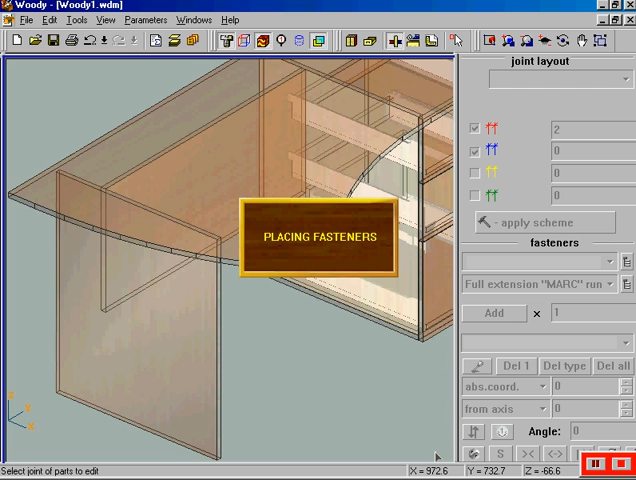 Woody - [Woody1.wdm]
File Edit Tools View Parameters Windows Help
joint layout
2
0
0
0
- apply scheme
fasteners
Full extension "MARC" run
Add × 1
Del 1 Del type Del all
abs.coord. 0
from axis 0
Angle: 0
S >< <->
PLACING FASTENERS
Select joint of parts to edit X = 972.6 Y = 732.7 Z = -66.6